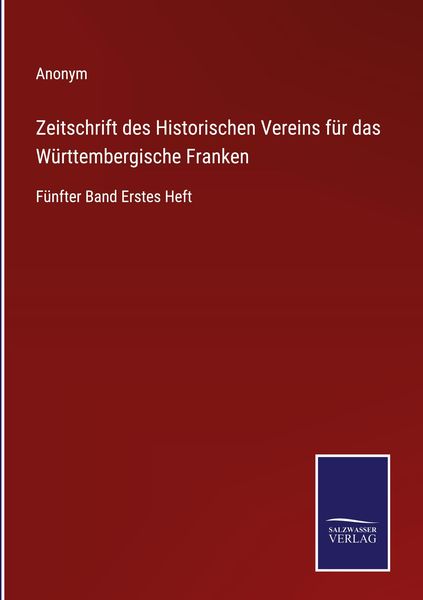 Anonym
Zeitschrift des Historischen Vereins für das
Württembergische Franken
Fünfter Band Erstes Heft
SALZWASSER
VERLAG